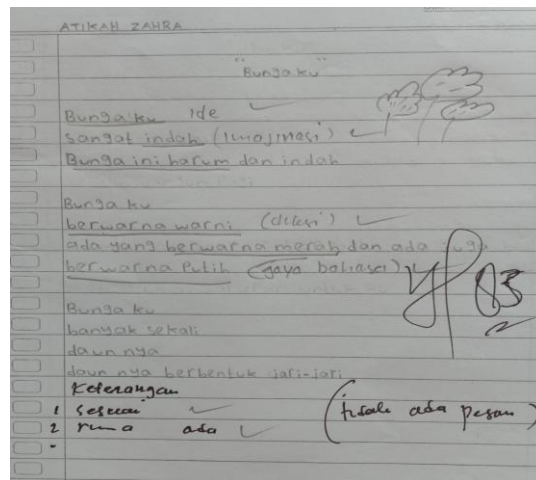 ATIKAH ZAHRA
"Bunga ku"
Bunga ku Ide
sangat indah (imajinasi)
Bunga ini harum dan indah
Bunga ku
berwarna warni (diksi)
ada yang berwarna merah dan ada juga
berwarna Putih (gaya bahasa)
83
Bunga ku
banyak sekali
daun nya
daun nya berbentuk jari-jari
Keterangan
1 sesuai (tidak ada pesan)
2 rima ada